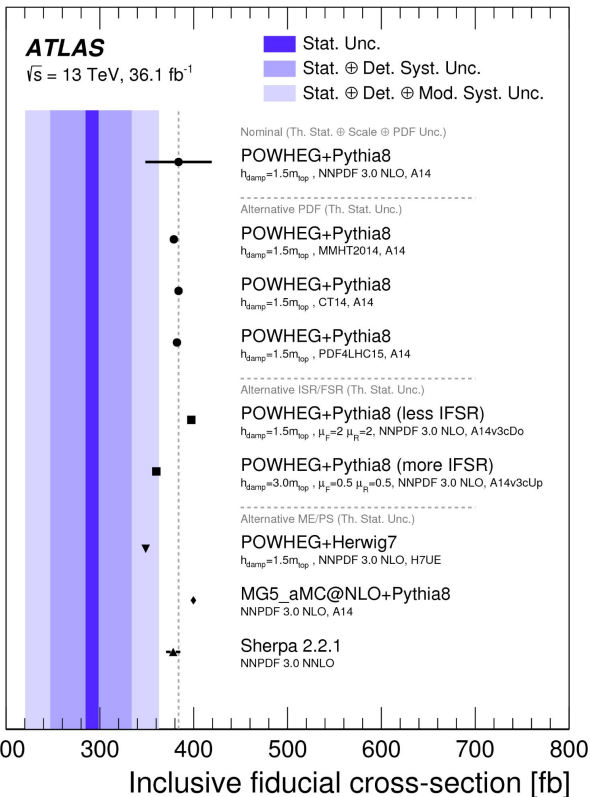 ATLAS
√s = 13 TeV, 36.1 fb⁻¹
Stat. Unc.
Stat. ⊕ Det. Syst. Unc.
Stat. ⊕ Det. ⊕ Mod. Syst. Unc.
Nominal (Th. Stat. ⊕ Scale ⊕ PDF Unc.)
POWHEG+Pythia8
h_damp=1.5m_top , NNPDF 3.0 NLO, A14
Alternative PDF (Th. Stat. Unc.)
POWHEG+Pythia8
h_damp=1.5m_top , MMHT2014, A14
POWHEG+Pythia8
h_damp=1.5m_top , CT14, A14
POWHEG+Pythia8
h_damp=1.5m_top , PDF4LHC15, A14
Alternative ISR/FSR (Th. Stat. Unc.)
POWHEG+Pythia8 (less IFSR)
h_damp=1.5m_top , μ_F=2 μ_R=2, NNPDF 3.0 NLO, A14v3cDo
POWHEG+Pythia8 (more IFSR)
h_damp=3.0m_top , μ_F=0.5 μ_R=0.5, NNPDF 3.0 NLO, A14v3cUp
Alternative ME/PS (Th. Stat. Unc.)
POWHEG+Herwig7
h_damp=1.5m_top , NNPDF 3.0 NLO, H7UE
MG5_aMC@NLO+Pythia8
NNPDF 3.0 NLO, A14
Sherpa 2.2.1
NNPDF 3.0 NNLO
00 300 400 500 600 700 800
Inclusive fiducial cross-section [fb]